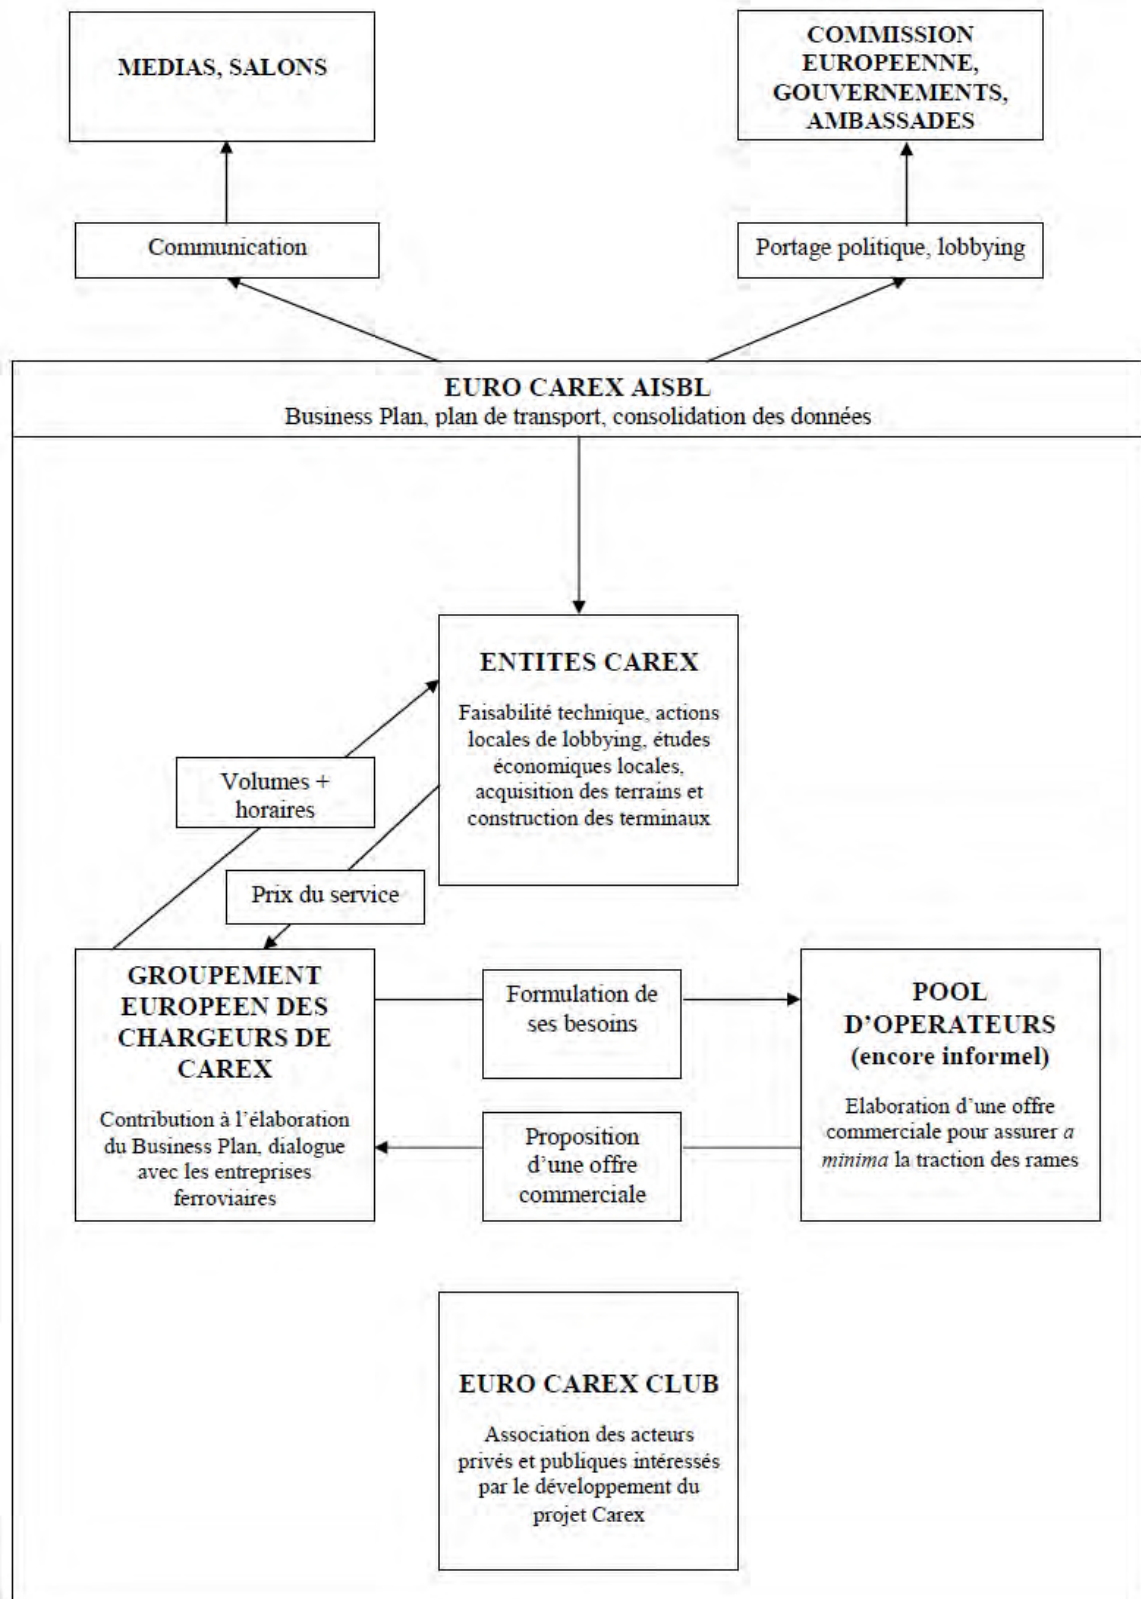 MEDIAS, SALONS
COMMISSION
EUROPEENNE,
GOUVERNEMENTS,
AMBASSADES
Communication
Portage politique, lobbying
EURO CAREX AISBL
Business Plan, plan de transport, consolidation des données
ENTITES CAREX
Faisabilité technique, actions
locales de lobbying, études
économiques locales,
acquisition des terrains et
construction des terminaux
Volumes +
horaires
Prix du service
GROUPEMENT
EUROPEEN DES
CHARGEURS DE
CAREX
Contribution à l’élaboration
du Business Plan, dialogue
avec les entreprises
ferroviaires
Formulation de
ses besoins
Proposition
d’une offre
commerciale
POOL
D’OPERATEURS
(encore informel)
Elaboration d’une offre
commerciale pour assurer a
minima la traction des rames
EURO CAREX CLUB
Association des acteurs
privés et publiques intéressés
par le développement du
projet Carex